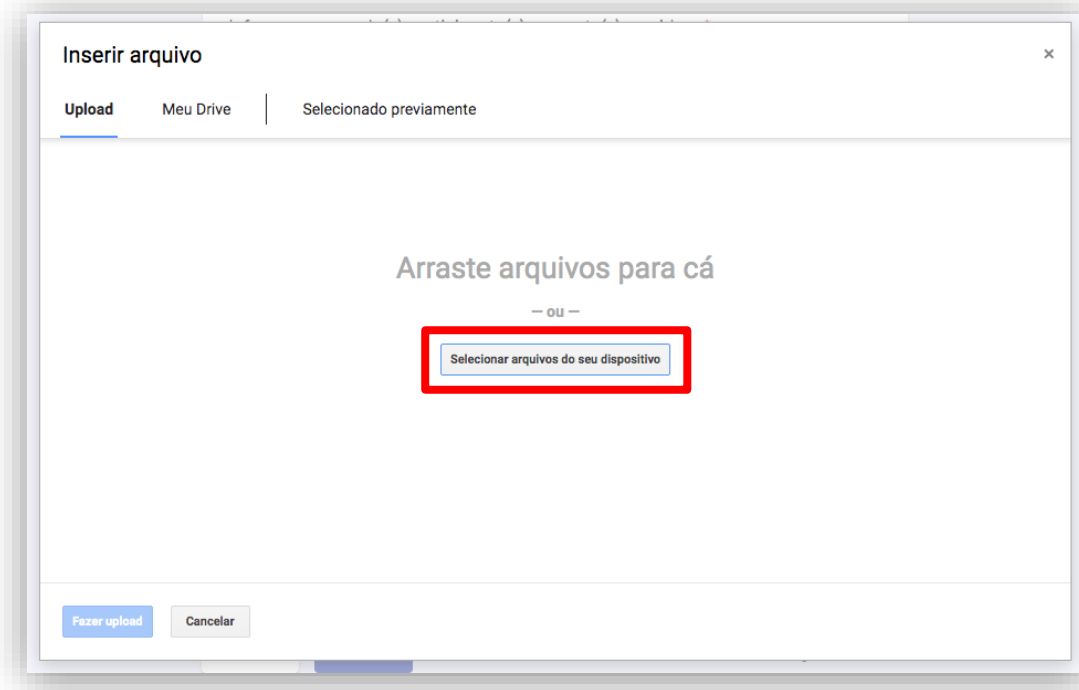 Inserir arquivo
×
Upload Meu Drive Selecionado previamente
Arraste arquivos para cá
— ou —
Selecionar arquivos do seu dispositivo
Fazer upload Cancelar